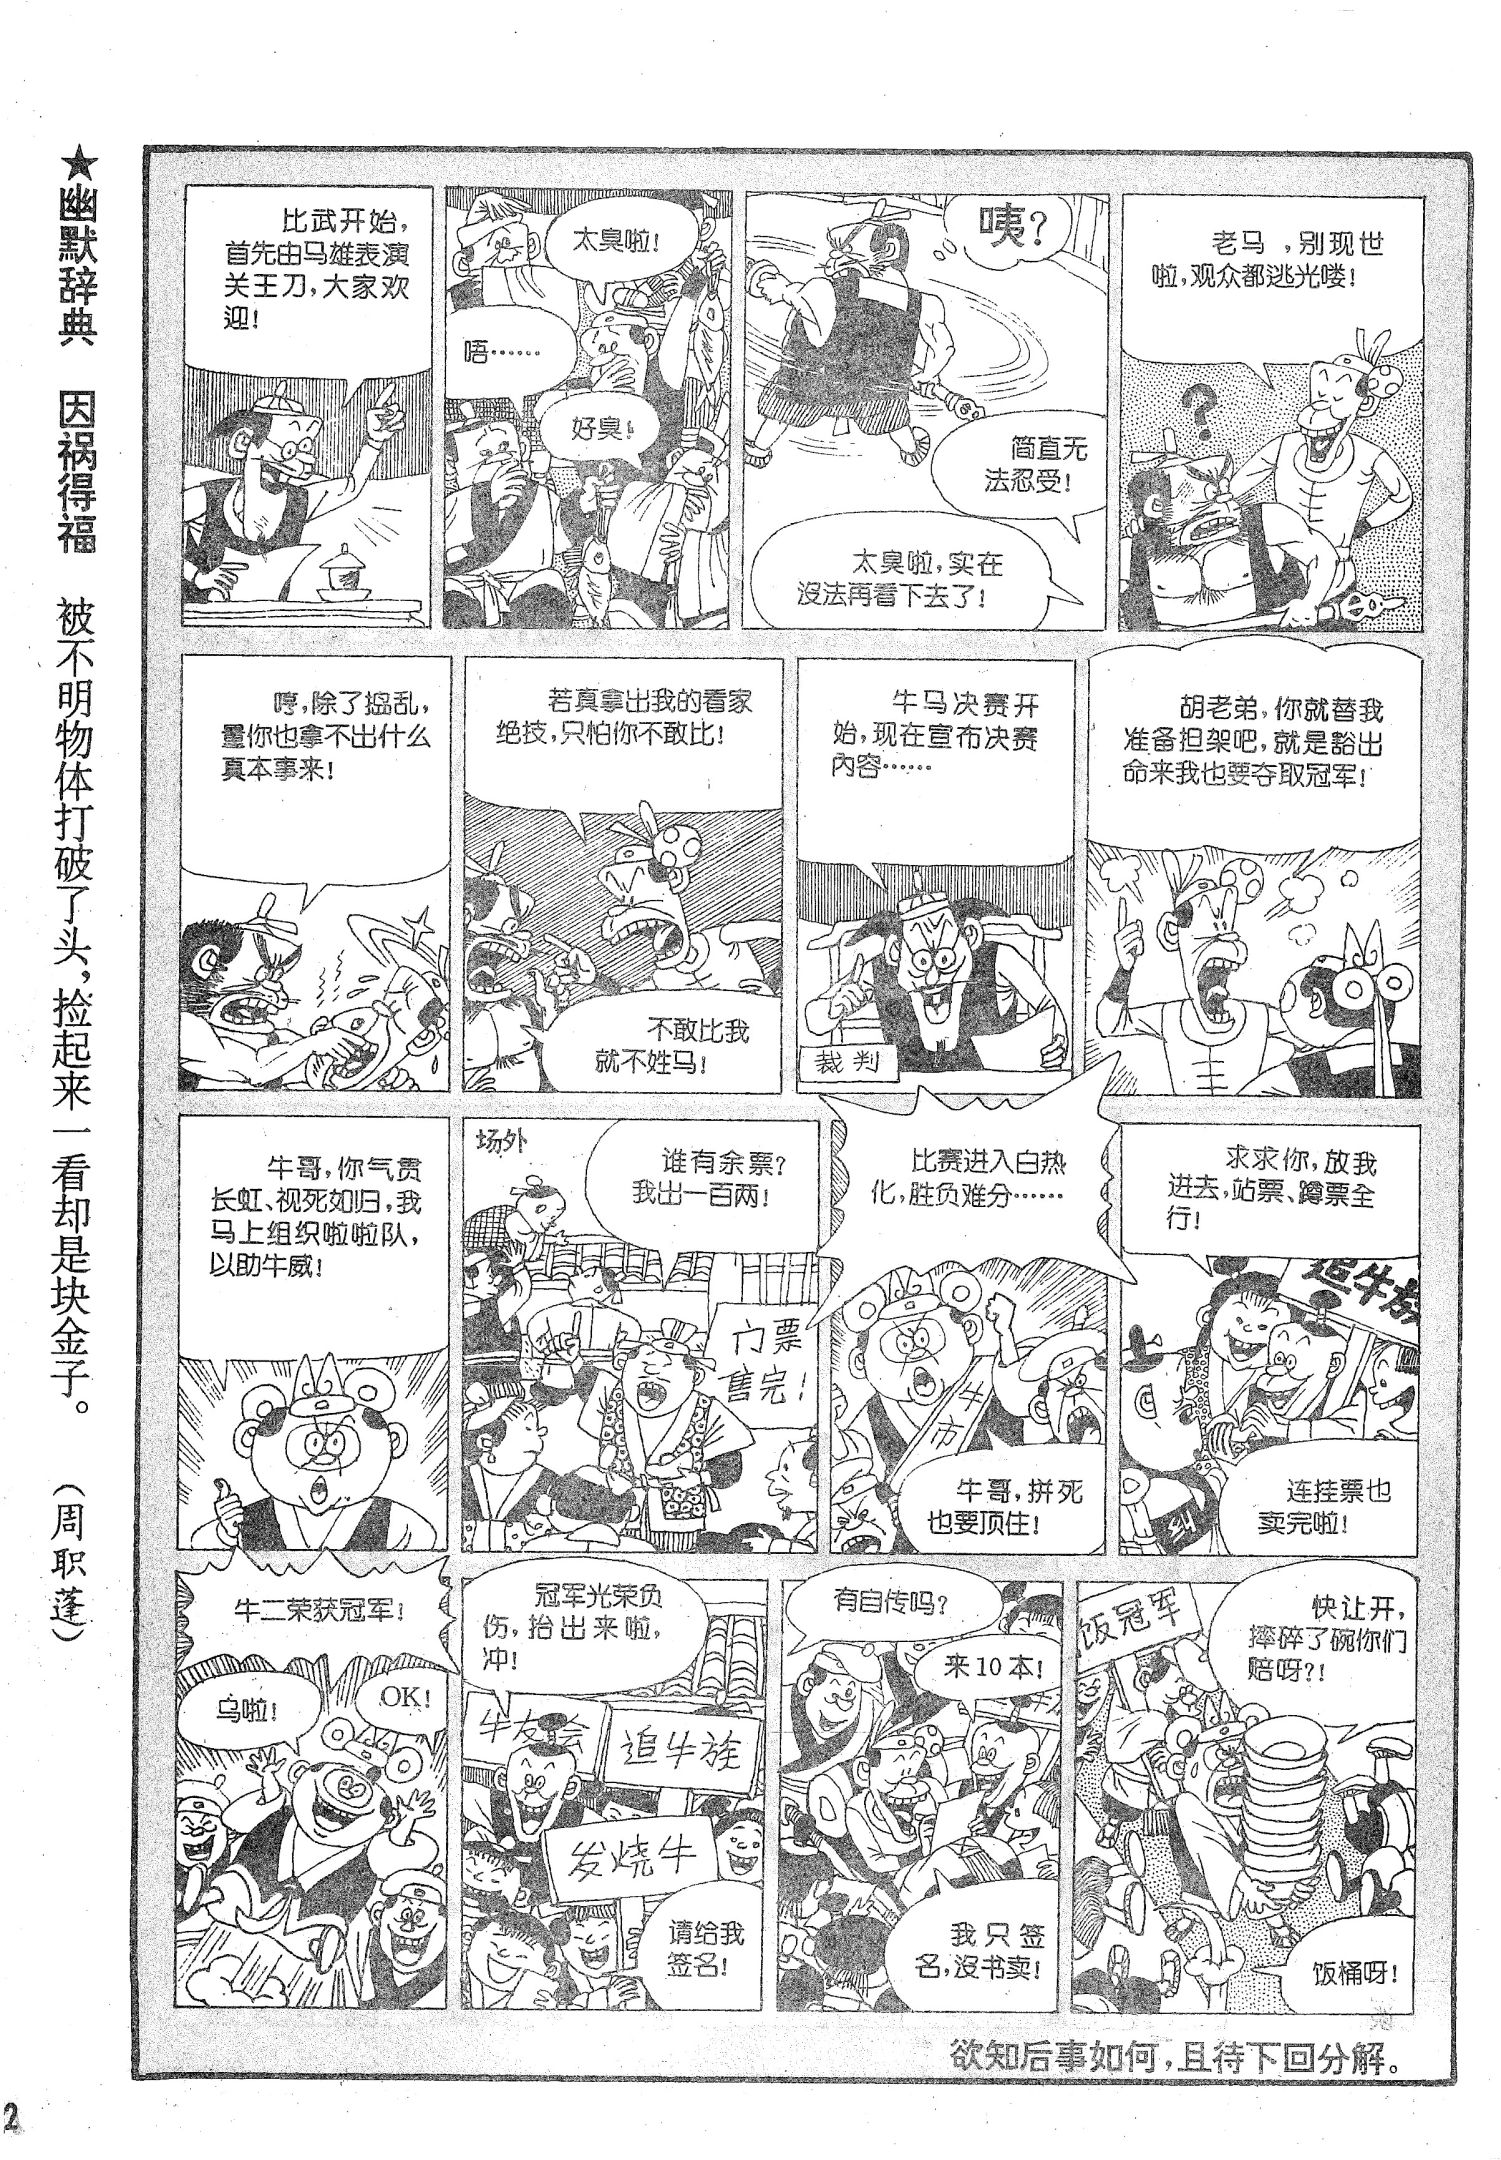 ★幽默辞典 因祸得福 被不明物体打破了头，捡起来一看却是块金子。 （周职蓬）
比武开始，
首先由马雄表演
关王刀，大家欢
迎！
太臭啦！
唔……
好臭！
咦？
简直无
法忍受！
太臭啦，实在
没法再看下去了！
老马，别现世
啦，观众都逃光喽！
？
哼，除了捣乱，
量你也拿不出什么
真本事来！
若真拿出我的看家
绝技，只怕你不敢比！
不敢比我
就不姓马！
牛马决赛开
始，现在宣布决赛
内容……
裁判
胡老弟，你就替我
准备担架吧，就是豁出
命来我也要夺取冠军！
牛哥，你气贯
长虹、视死如归，我
马上组织啦啦队，
以助牛威！
场外
谁有余票？
我出一百两！
门票
售完！
比赛进入白热
化，胜负难分……
牛市
牛哥，拼死
也要顶住！
求求你，放我
进去，站票、蹲票全
行！
追牛族
纠
连挂票也
卖完啦！
牛二荣获冠军！
乌啦！
OK！
冠军光荣负
伤，抬出来啦，
冲！
牛友会
追牛族
发烧牛
请给我
签名！
有自传吗？
来10本！
我只签
名，没书卖！
饭冠军
快让开，
摔碎了碗你们
赔呀？！
饭桶呀！
欲知后事如何，且待下回分解。
2